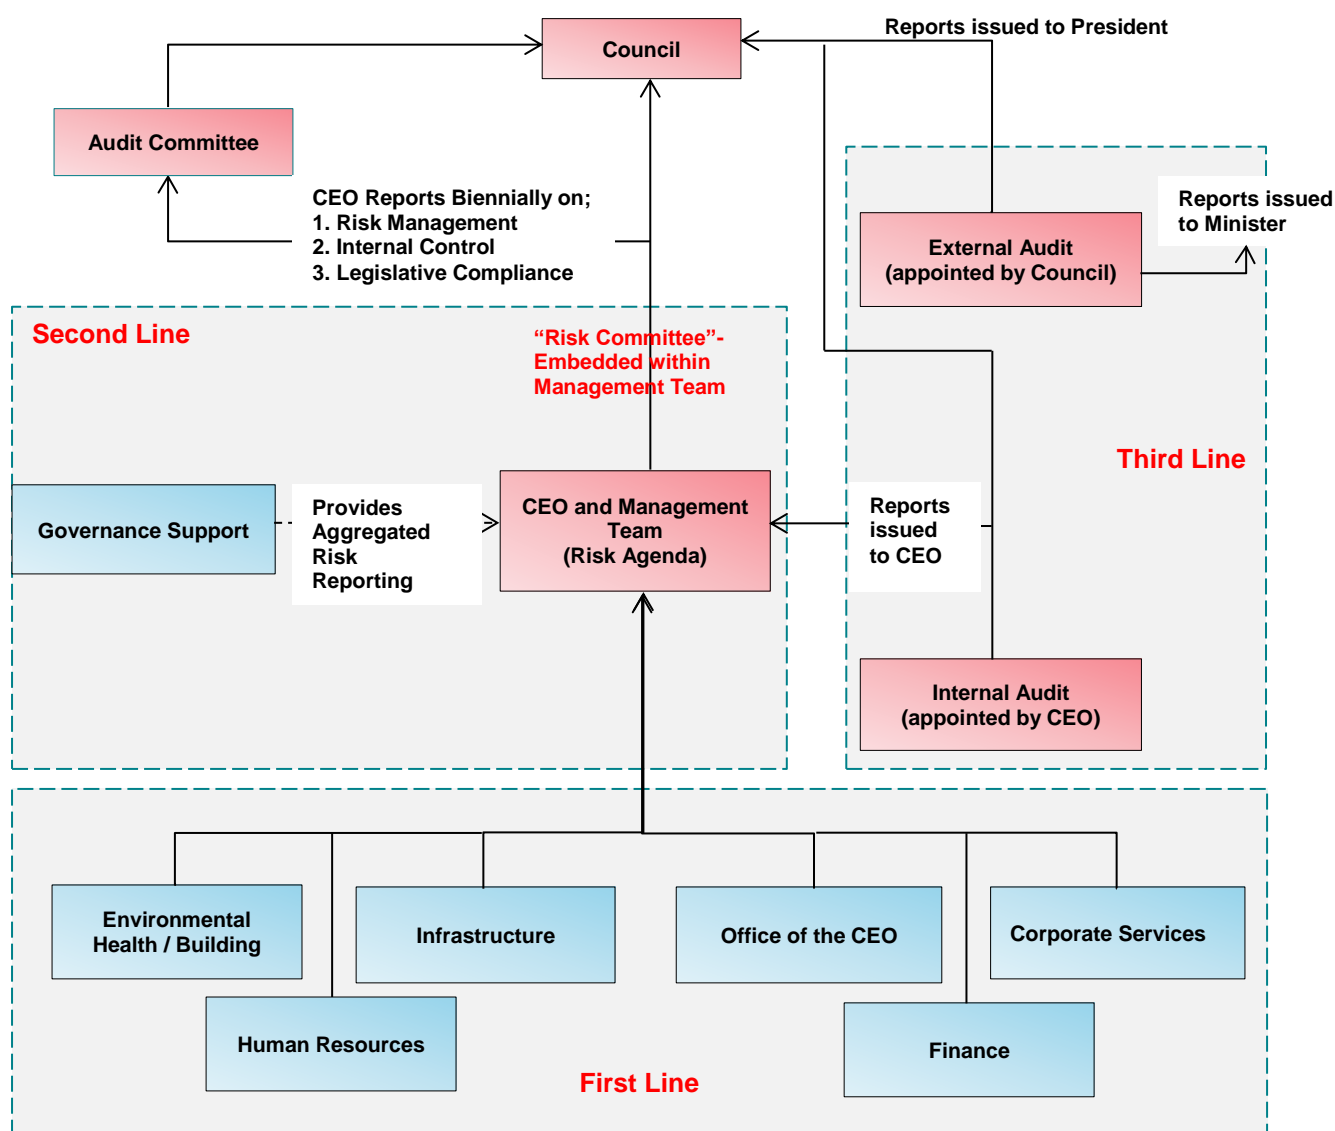 Reports issued to President
Council
Audit Committee
CEO Reports Biennially on;
1. Risk Management
2. Internal Control
3. Legislative Compliance
Reports issued
to Minister
External Audit
(appointed by Council)
Second Line
“Risk Committee”-
Embedded within
Management Team
Third Line
Governance Support
Provides
Aggregated
Risk
Reporting
CEO and Management
Team
(Risk Agenda)
Reports
issued
to CEO
Internal Audit
(appointed by CEO)
Environmental
Health / Building
Infrastructure
Office of the CEO
Corporate Services
Human Resources
Finance
First Line